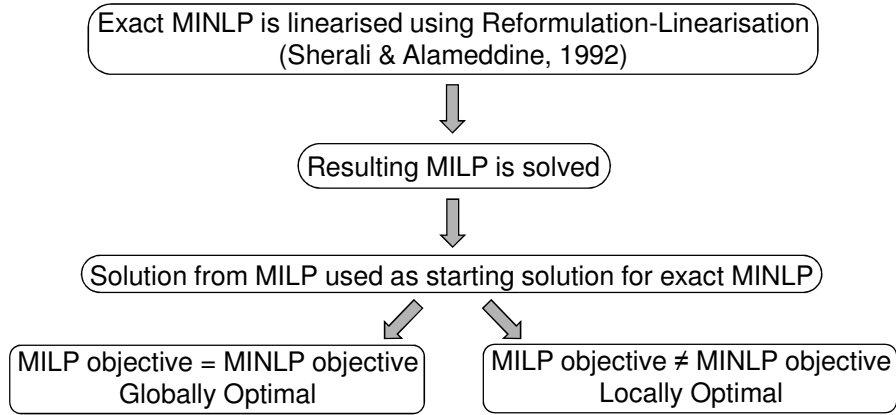 Exact MINLP is linearised using Reformulation-Linearisation
(Sherali & Alameddine, 1992)
Resulting MILP is solved
Solution from MILP used as starting solution for exact MINLP
MILP objective = MINLP objective
Globally Optimal
MILP objective ≠ MINLP objective
Locally Optimal